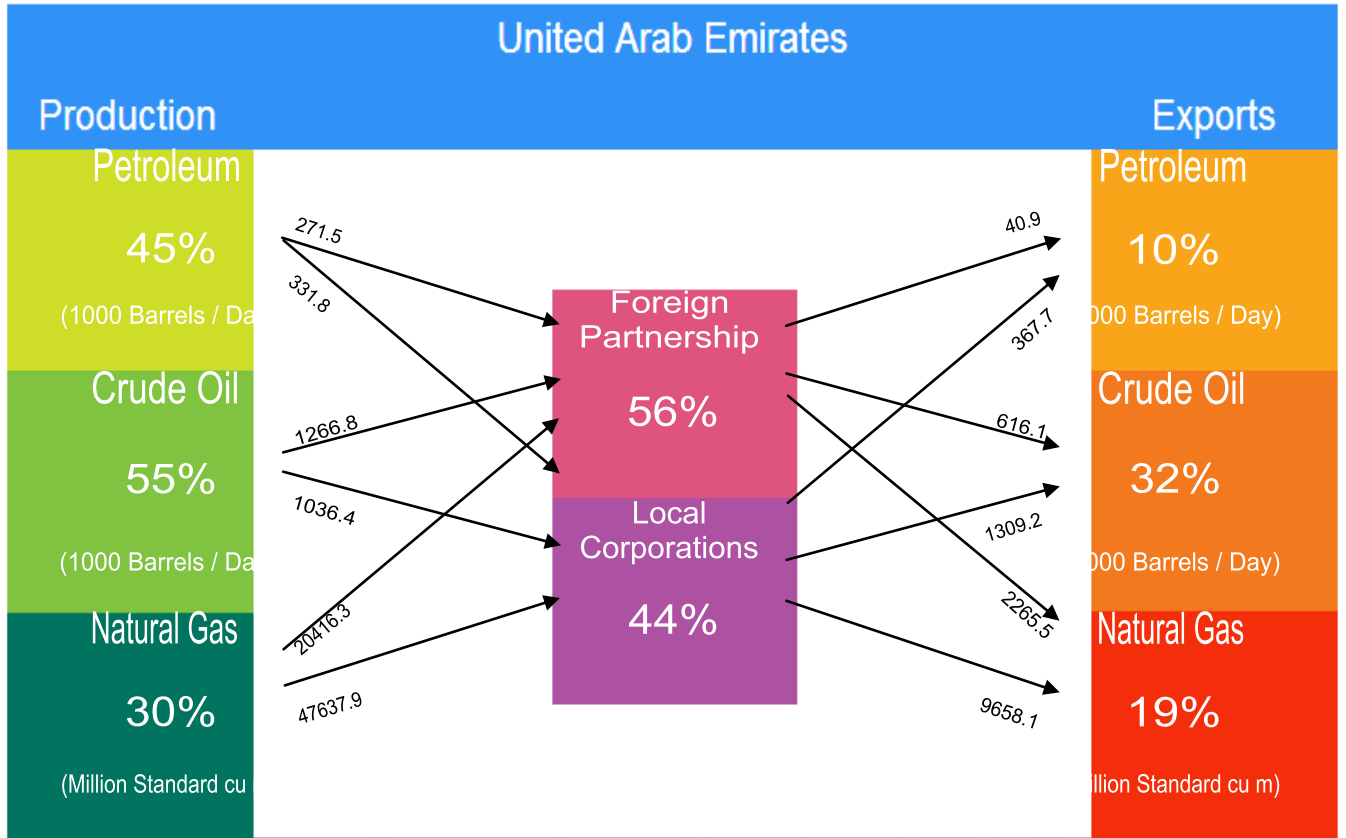 United Arab Emirates
Production
Exports
Petroleum
45%
(1000 Barrels / Da
Crude Oil
55%
(1000 Barrels / Da
Natural Gas
30%
(Million Standard cu
271.5
331.8
1266.8
1036.4
20416.3
47637.9
Foreign
Partnership
56%
Local
Corporations
44%
40.9
367.7
616.1
1309.2
2265.5
9658.1
Petroleum
10%
000 Barrels / Day)
Crude Oil
32%
000 Barrels / Day)
Natural Gas
19%
illion Standard cu m)